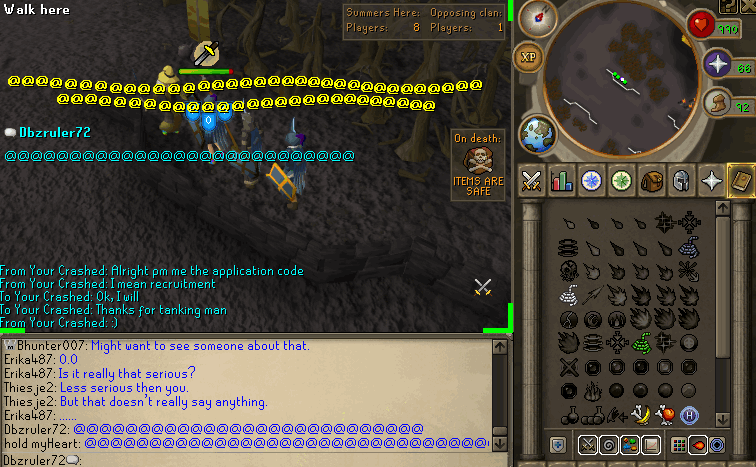 Walk here
Summers Here: Opposing clan:
Players: 8 Players: 1
990
XP
66
92
@@@@@@@@@@@@@@@@@@@@@@@@@@@@@@@@@
@@@@@@@@@@@@@@@@@@@@@@@@@@
0
Dbzruler72
@@@@@@@@@@@@@@@@@@@@@@@@@@@
On death:
ITEMS ARE
SAFE
From Your Crashed: Alright pm me the application code
From Your Crashed: I mean recruitment
To Your Crashed: Ok, I will
To Your Crashed: Thanks for tanking man
From Your Crashed: :)
Bhunter007: Might want to see someone about that.
Erika487: 0.0
Erika487: Is it really that serious?
Thiesje2: Less serious then you.
Thiesje2: But that doesn't really say anything.
Erika487: ......
Dbzruler72: @@@@@@@@@@@@@@@@@@@@@@@@@@@
hold myHeart: @@@@@@@@@@@@@@@@@@@@@@@@@@@@@@@
Dbzruler72:
H